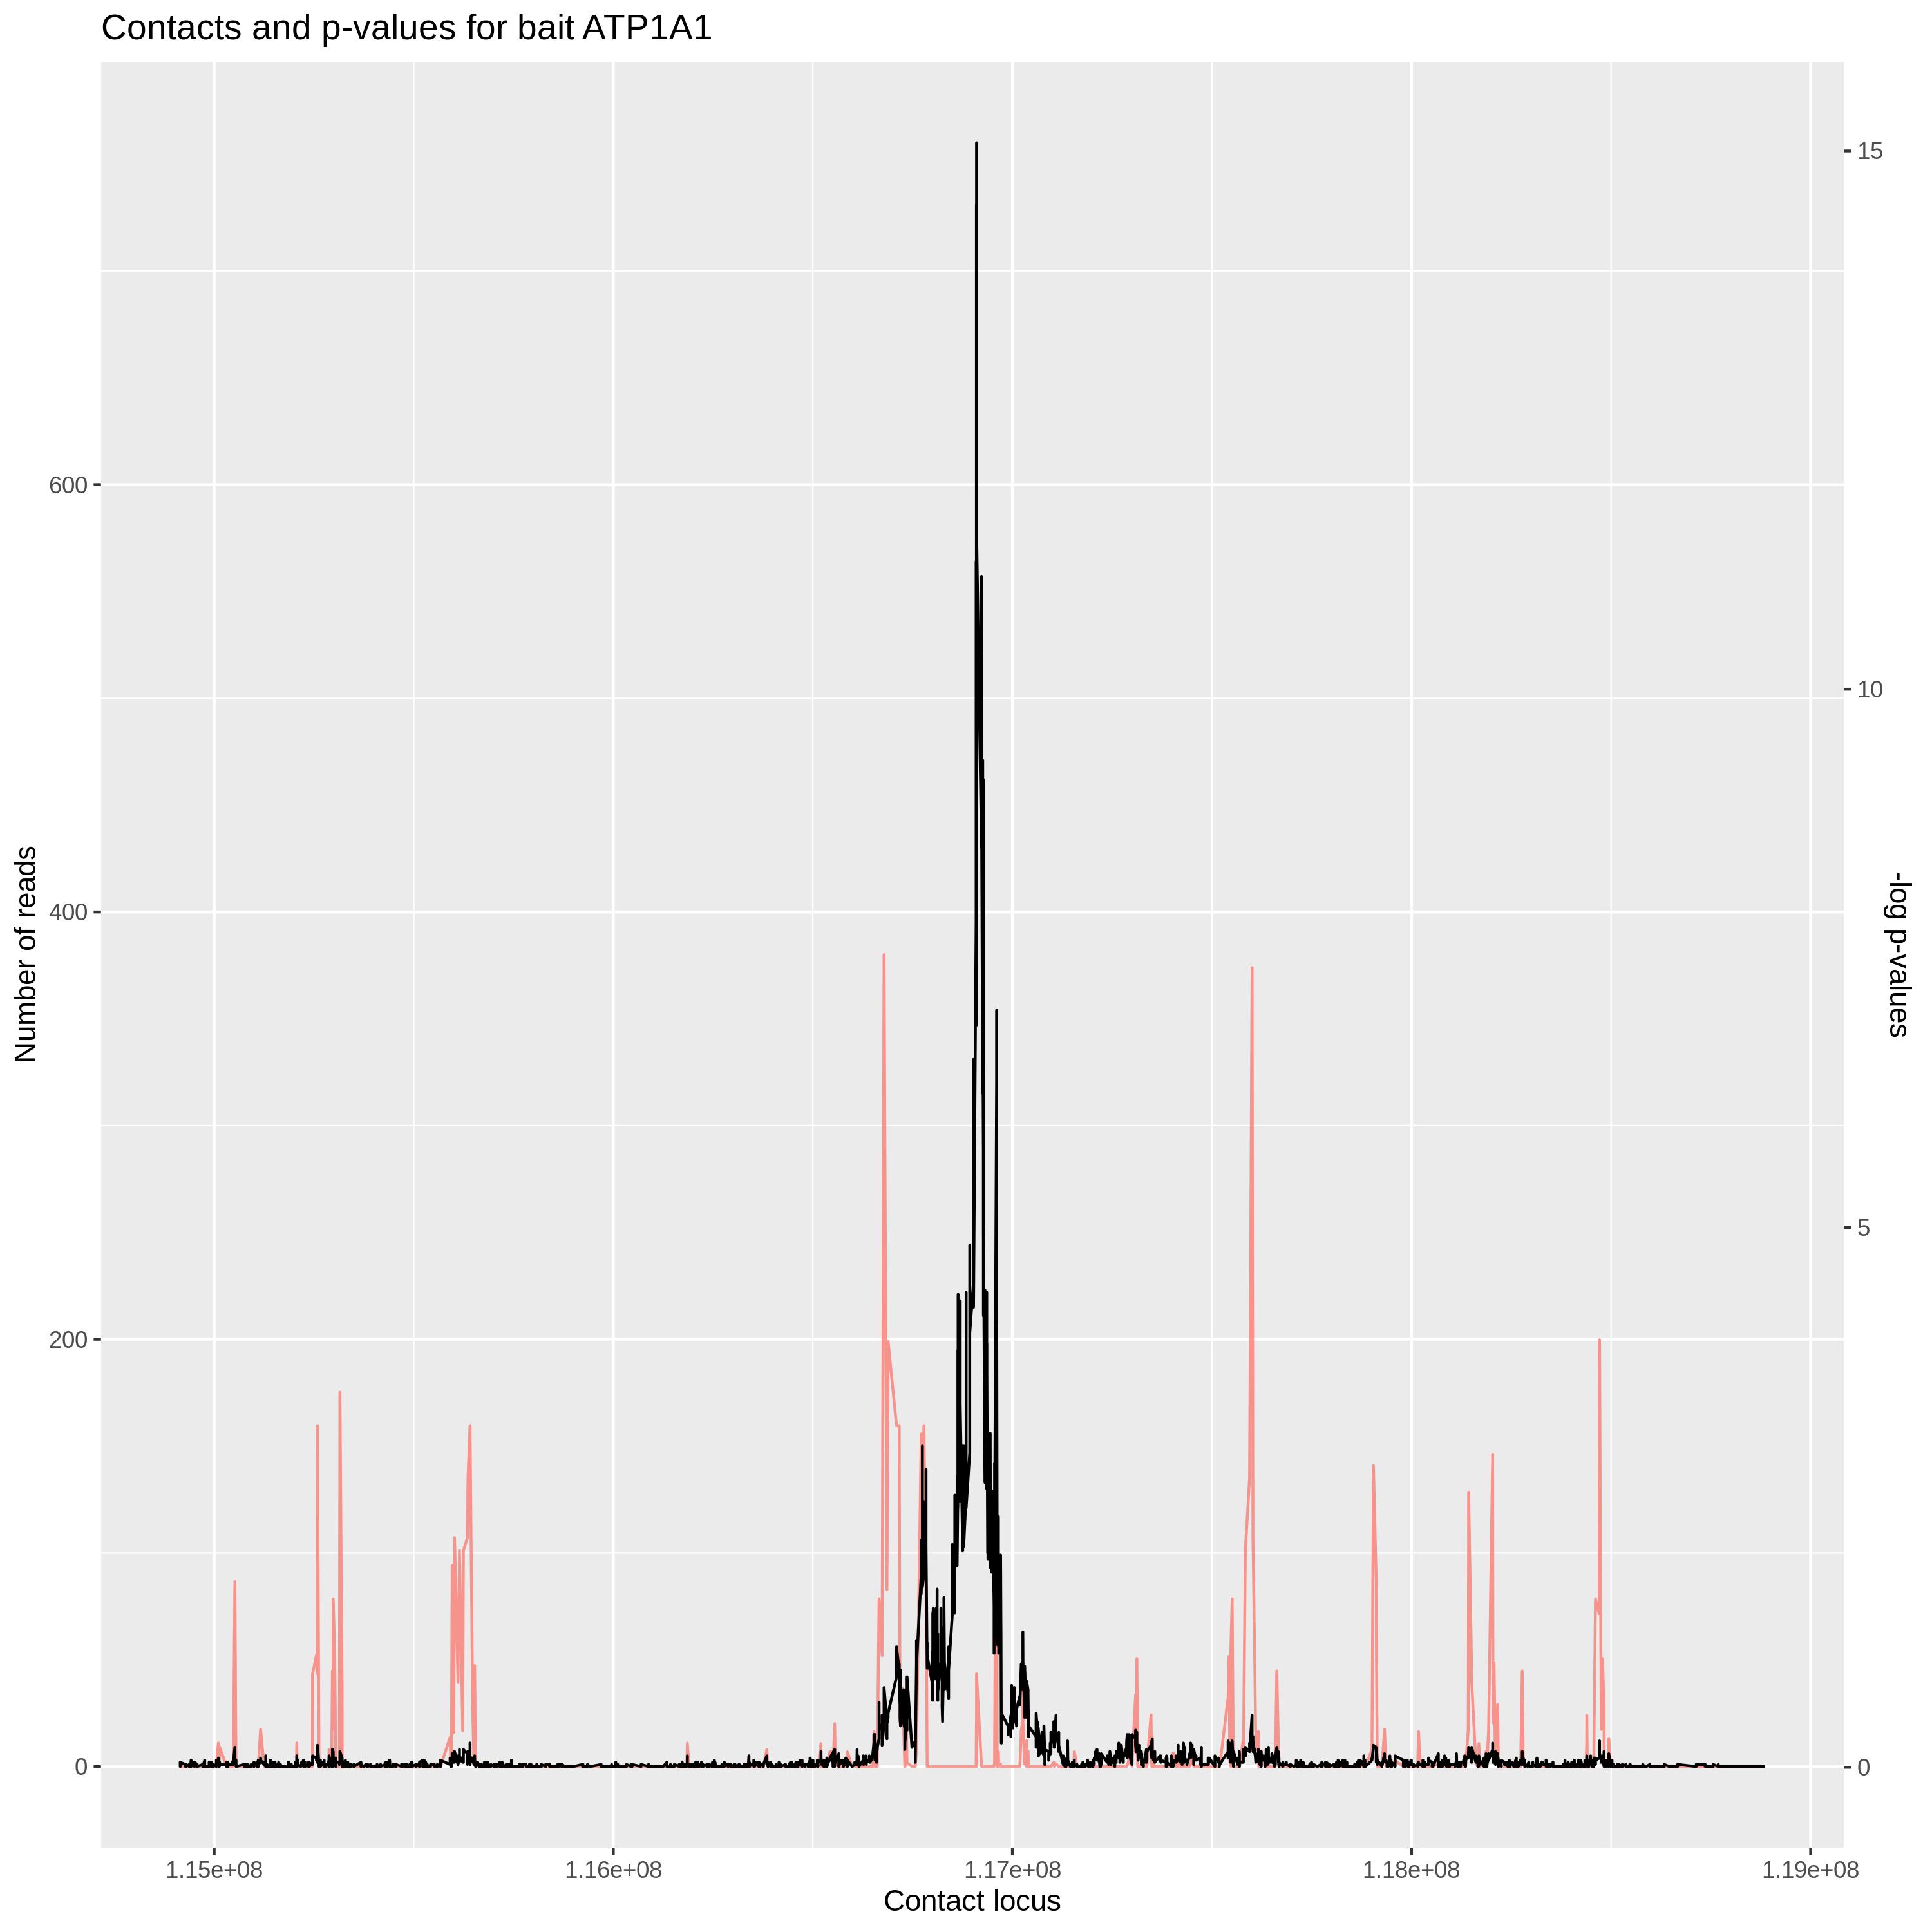 Contacts and p-values for bait ATP1A1
15
600
10
Number of reads
400
-log p-values
5
200
0
0
1.15e+08
1.16e+08
1.17e+08
1.18e+08
1.19e+08
Contact locus